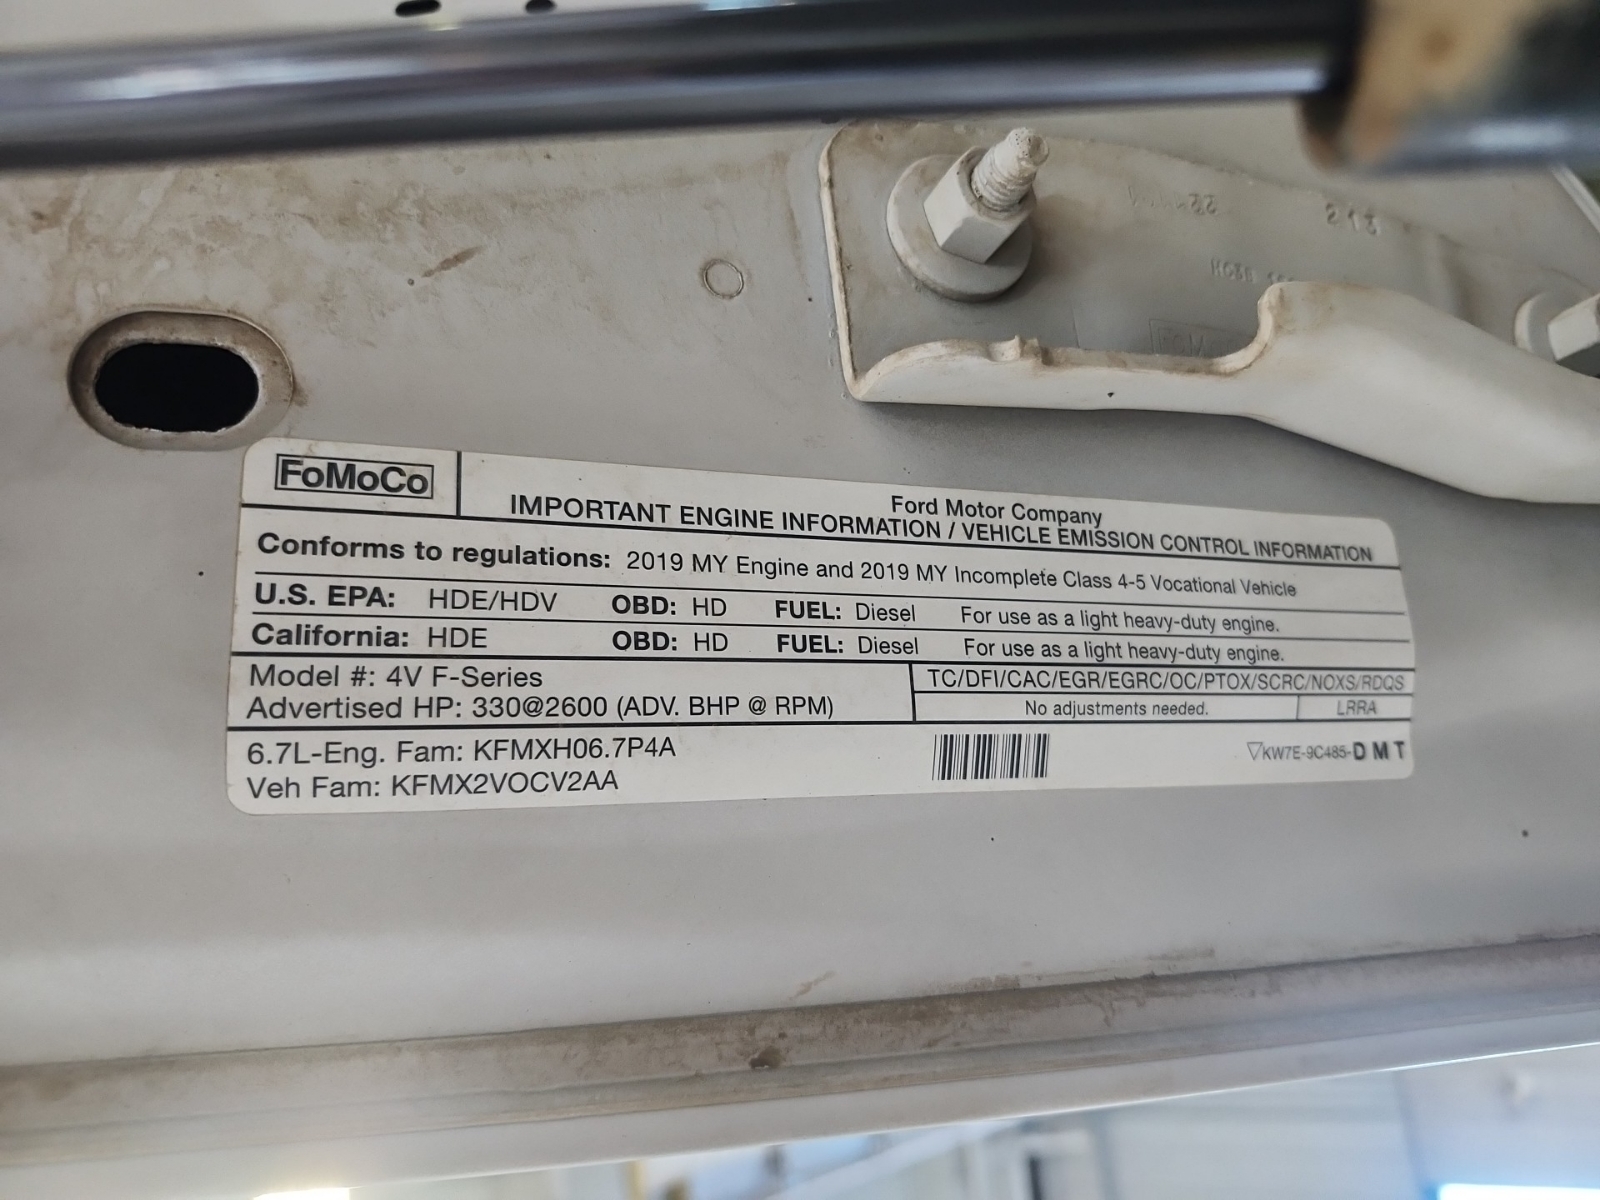 213
FoMoCo
Ford Motor Company
IMPORTANT ENGINE INFORMATION / VEHICLE EMISSION CONTROL INFORMATION
Conforms to regulations: 2019 MY Engine and 2019 MY Incomplete Class 4-5 Vocational Vehicle
U.S. EPA: HDE/HDV OBD: HD FUEL: Diesel For use as a light heavy-duty engine.
California: HDE OBD: HD FUEL: Diesel For use as a light heavy-duty engine.
Model #: 4V F-Series
Advertised HP: 330@2600 (ADV. BHP @ RPM)
TC/DFI/CAC/EGR/EGRC/OC/PTOX/SCRC/NOXS/RDQS
No adjustments needed. LRRA
6.7L-Eng. Fam: KFMXH06.7P4A
Veh Fam: KFMX2VOCV2AA
▽KW7E-9C485-DMT